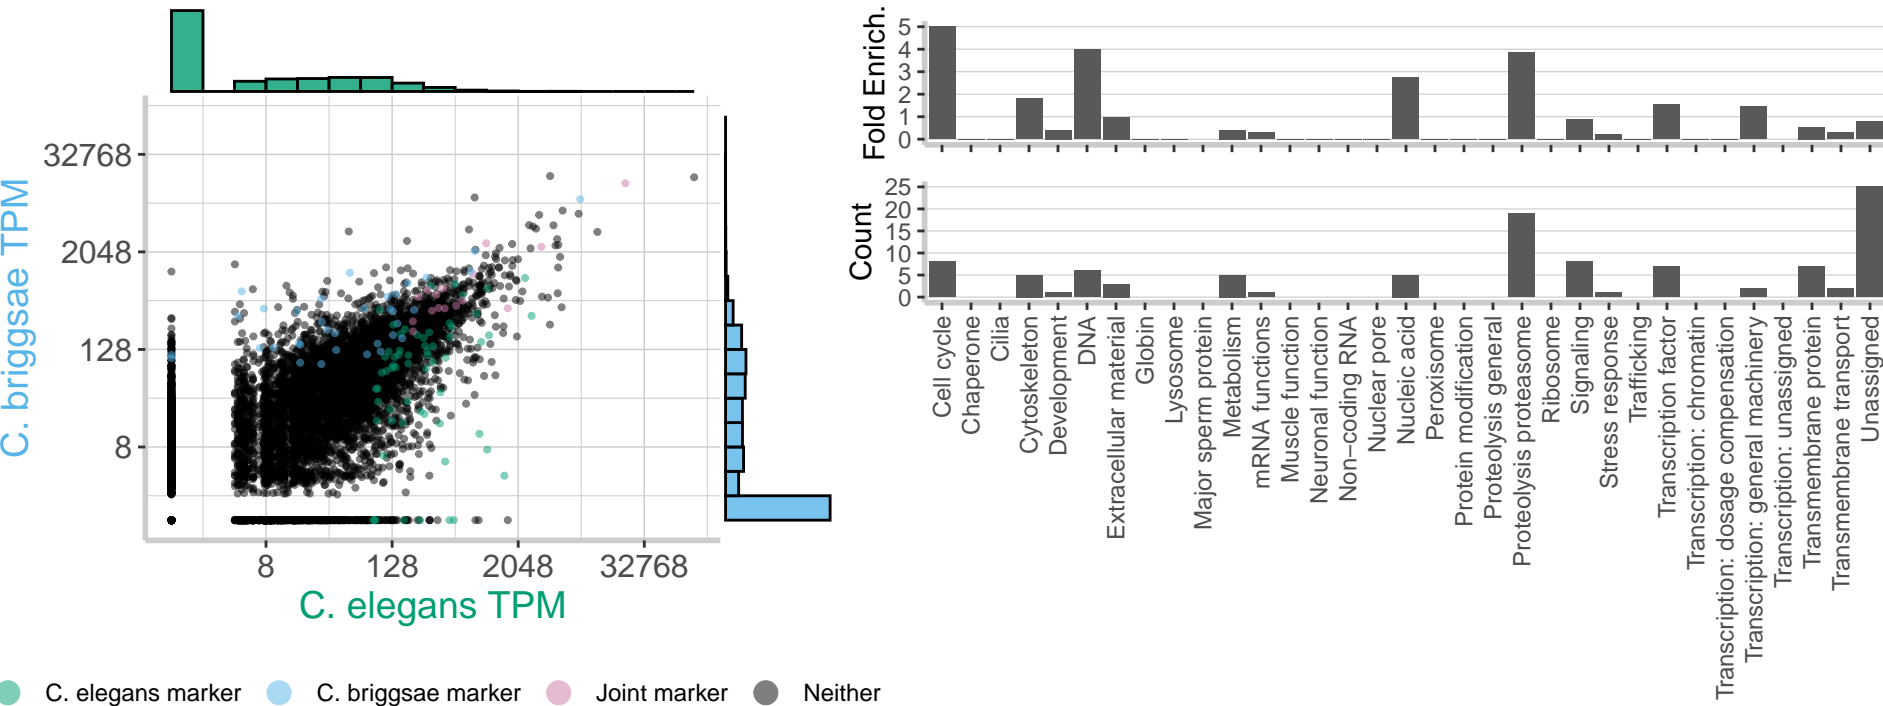 C. briggsae TPM
32768
2048
128
8
8 128 2048 32768
C. elegans TPM
C. elegans marker C. briggsae marker Joint marker Neither
Fold Enrich.
5
4
3
2
1
0
Count
25
20
15
10
5
0
Cell cycle
Chaperone
Cilia
Cytoskeleton
Development
DNA
Extracellular material
Globin
Lysosome
Major sperm protein
Metabolism
mRNA functions
Muscle function
Neuronal function
Non−coding RNA
Nuclear pore
Nucleic acid
Peroxisome
Protein modification
Proteolysis general
Proteolysis proteasome
Ribosome
Signaling
Stress response
Trafficking
Transcription factor
Transcription: chromatin
Transcription: dosage compensation
Transcription: general machinery
Transcription: unassigned
Transmembrane protein
Transmembrane transport
Unassigned